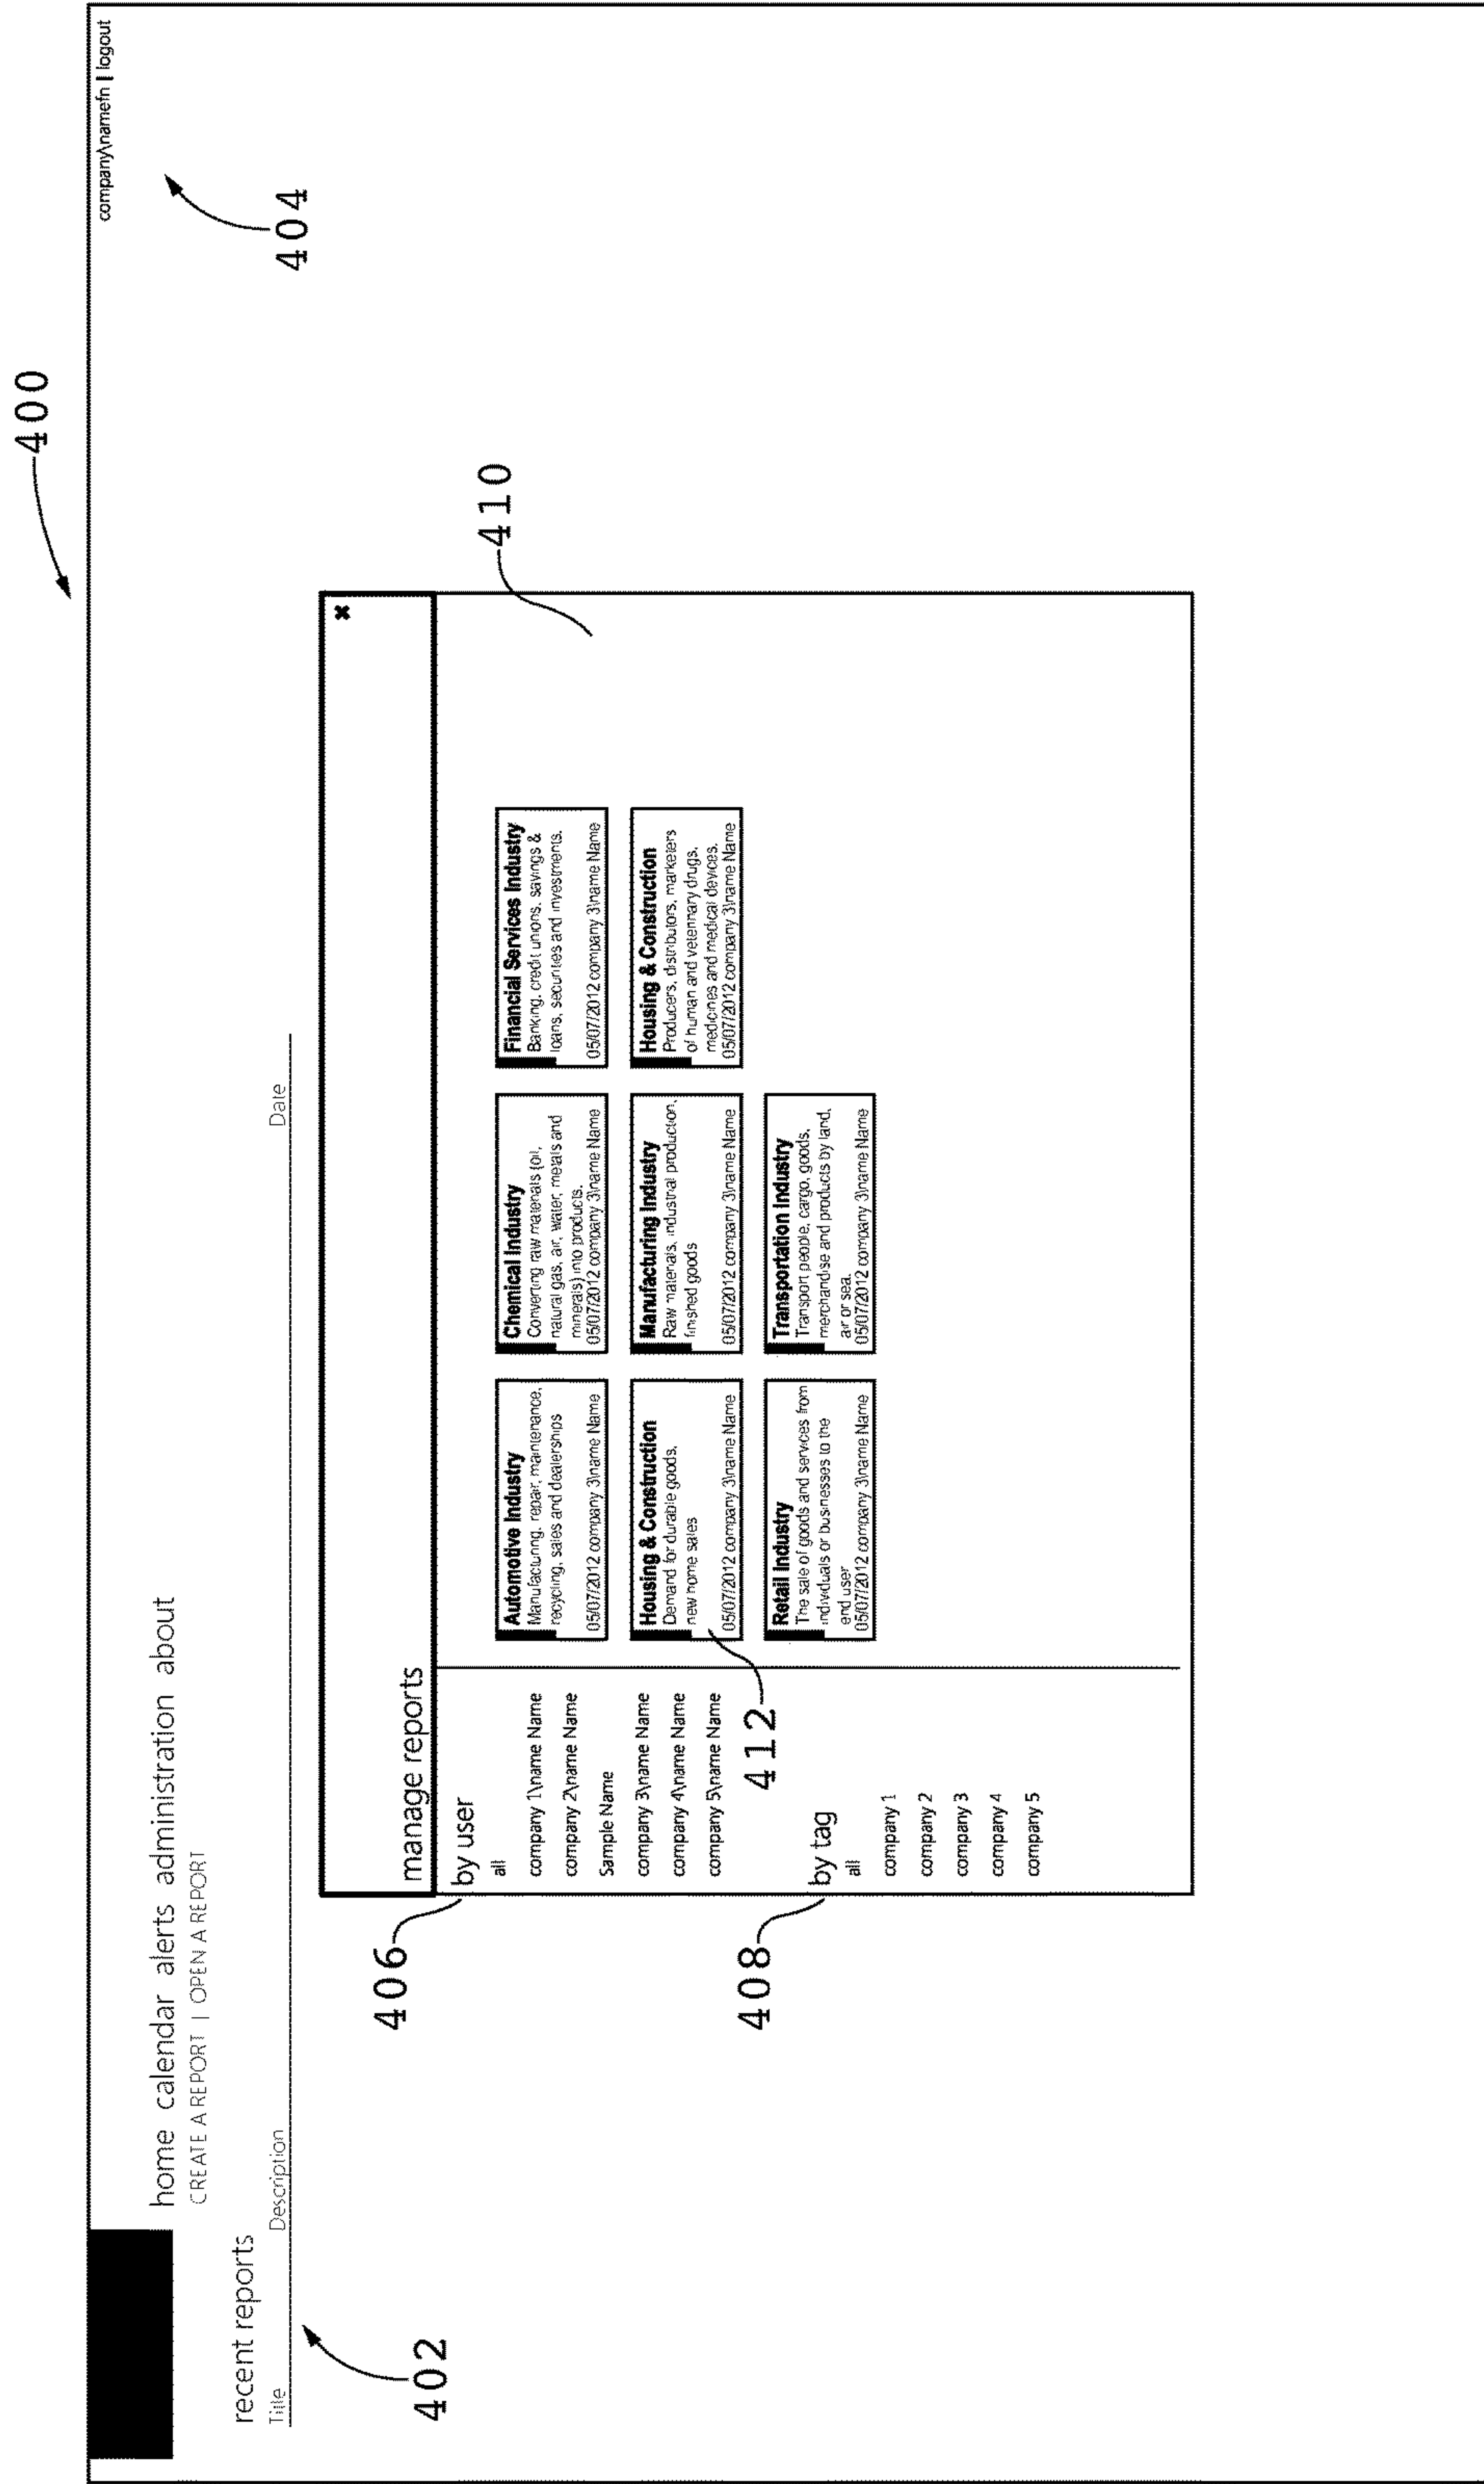 400
company\namefn | logout
404
home calendar alerts administration about
CREATE A REPORT | OPEN A REPORT
recent reports
Title Description Date
402
manage reports
✖
406
by user
all
company 1\name Name
company 2\name Name
Sample Name
company 3\name Name
company 4\name Name
company 5\name Name
408
by tag
all
company 1
company 2
company 3
company 4
company 5
410
Automotive Industry
Manufacturing, repair, maintenance,
recycling, sales and dealerships
05/07/2012 company 3\name Name
Chemical Industry
Converting raw materials (oil,
natural gas, air, water, metals and
minerals) into products.
05/07/2012 company 3\name Name
Financial Services Industry
Banking, credit unions, savings &
loans, securities and investments.
05/07/2012 company 3\name Name
Housing & Construction
Demand for durable goods,
new home sales
05/07/2012 company 3\name Name
412
Manufacturing Industry
Raw materials, industrial production,
finished goods
05/07/2012 company 3\name Name
Housing & Construction
Producers, distributors, marketers
of human and veterinary drugs,
medicines and medical devices.
05/07/2012 company 3\name Name
Retail Industry
The sale of goods and services from
individuals or businesses to the
end user
05/07/2012 company 3\name Name
Transportation Industry
Transport people, cargo, goods,
merchandise and products by land,
air or sea.
05/07/2012 company 3\name Name